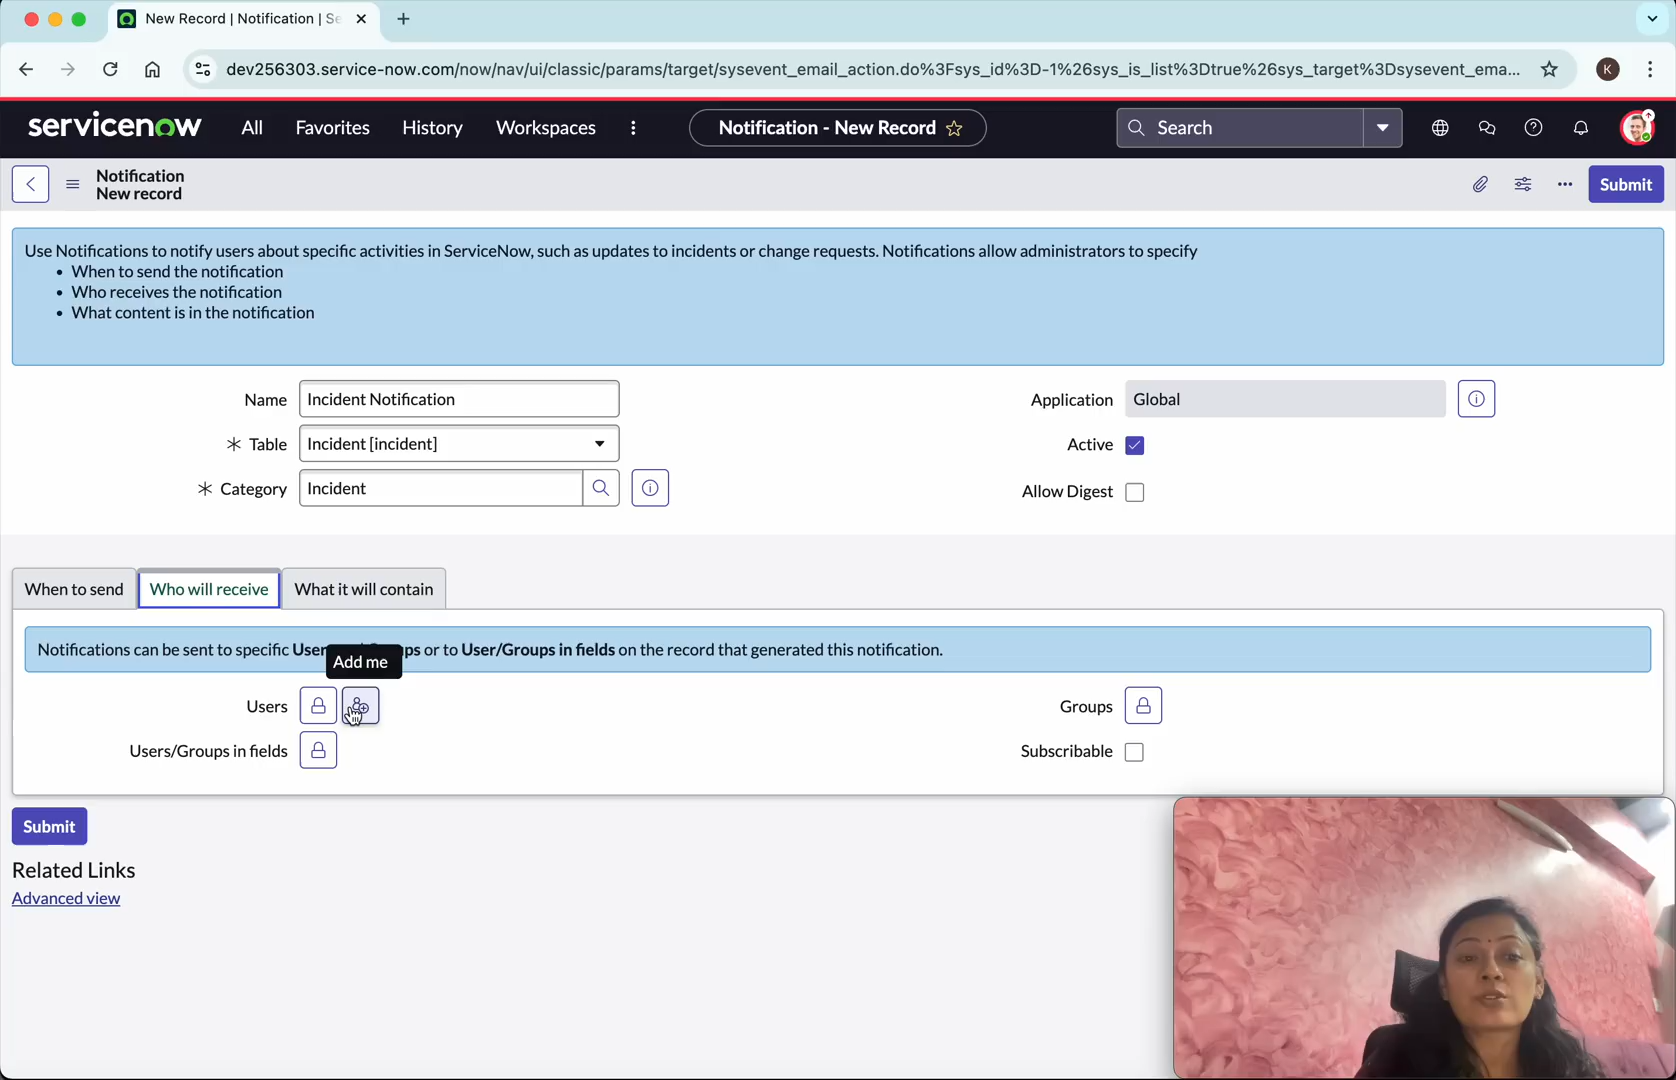 New Record | Notification | Se
dev256303.service-now.com/now/nav/ui/classic/params/target/sysevent_email_action.do%3Fsys_id%3D-1%26sys_is_list%3Dtrue%26sys_target%3Dsysevent_ema...
K
servicenow
All
Favorites
History
Workspaces
Notification - New Record
Search
Notification
New record
Submit
Use Notifications to notify users about specific activities in ServiceNow, such as updates to incidents or change requests. Notifications allow administrators to specify
• When to send the notification
• Who receives the notification
• What content is in the notification
Name
Incident Notification
Application
Global
Table
Incident [incident]
Active
Category
Incident
Allow Digest
When to send
Who will receive
What it will contain
Notifications can be sent to specific or to User/Groups in fields on the record that generated this notification.
Add me
Users
Groups
Users/Groups in fields
Subscribable
Submit
Related Links
Advanced view